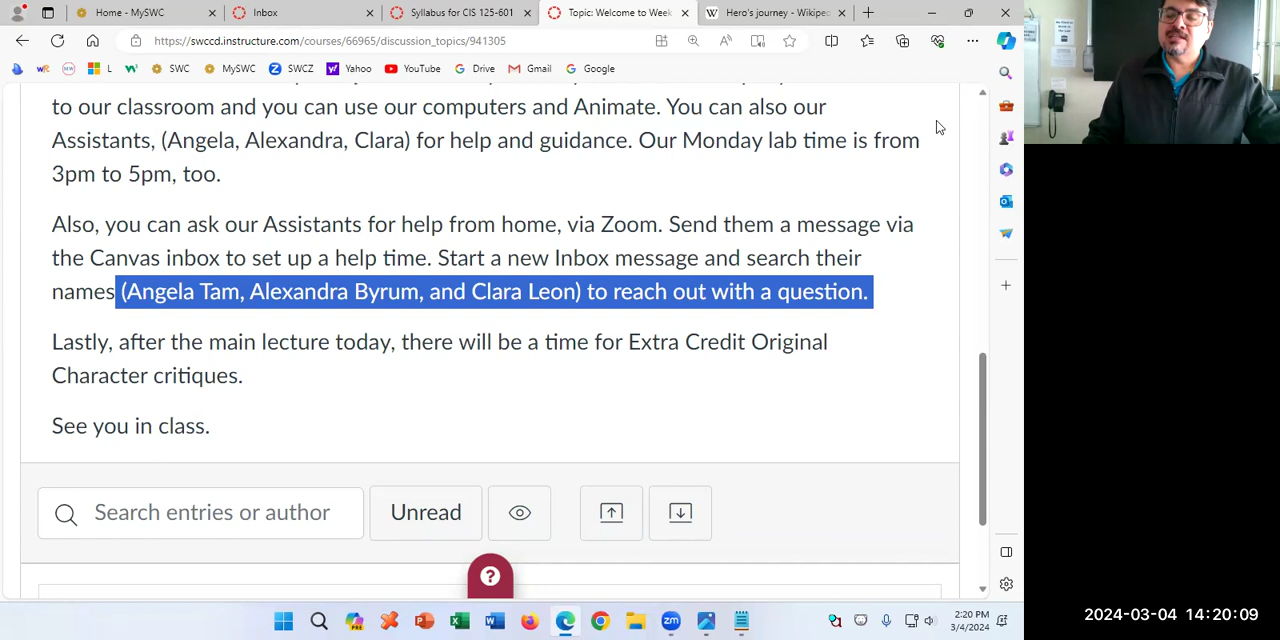 Home - MySWC
Inbox
Syllabus for CIS 125-601
Topic: Welcome to Week
Hero's journey - Wikiped
https://swccd.instructure.com/courses/66965/discussion_topics/941305
L
SWC
MySWC
SWCZ
Yahoo
YouTube
Drive
Gmail
Google
to our classroom and you can use our computers and Animate. You can also our
Assistants, (Angela, Alexandra, Clara) for help and guidance. Our Monday lab time is from
3pm to 5pm, too.
Also, you can ask our Assistants for help from home, via Zoom. Send them a message via
the Canvas inbox to set up a help time. Start a new Inbox message and search their
names (Angela Tam, Alexandra Byrum, and Clara Leon) to reach out with a question.
Lastly, after the main lecture today, there will be a time for Extra Credit Original
Character critiques.
See you in class.
Search entries or author
Unread
2:20 PM
3/4/2024
2024-03-04 14:20:09